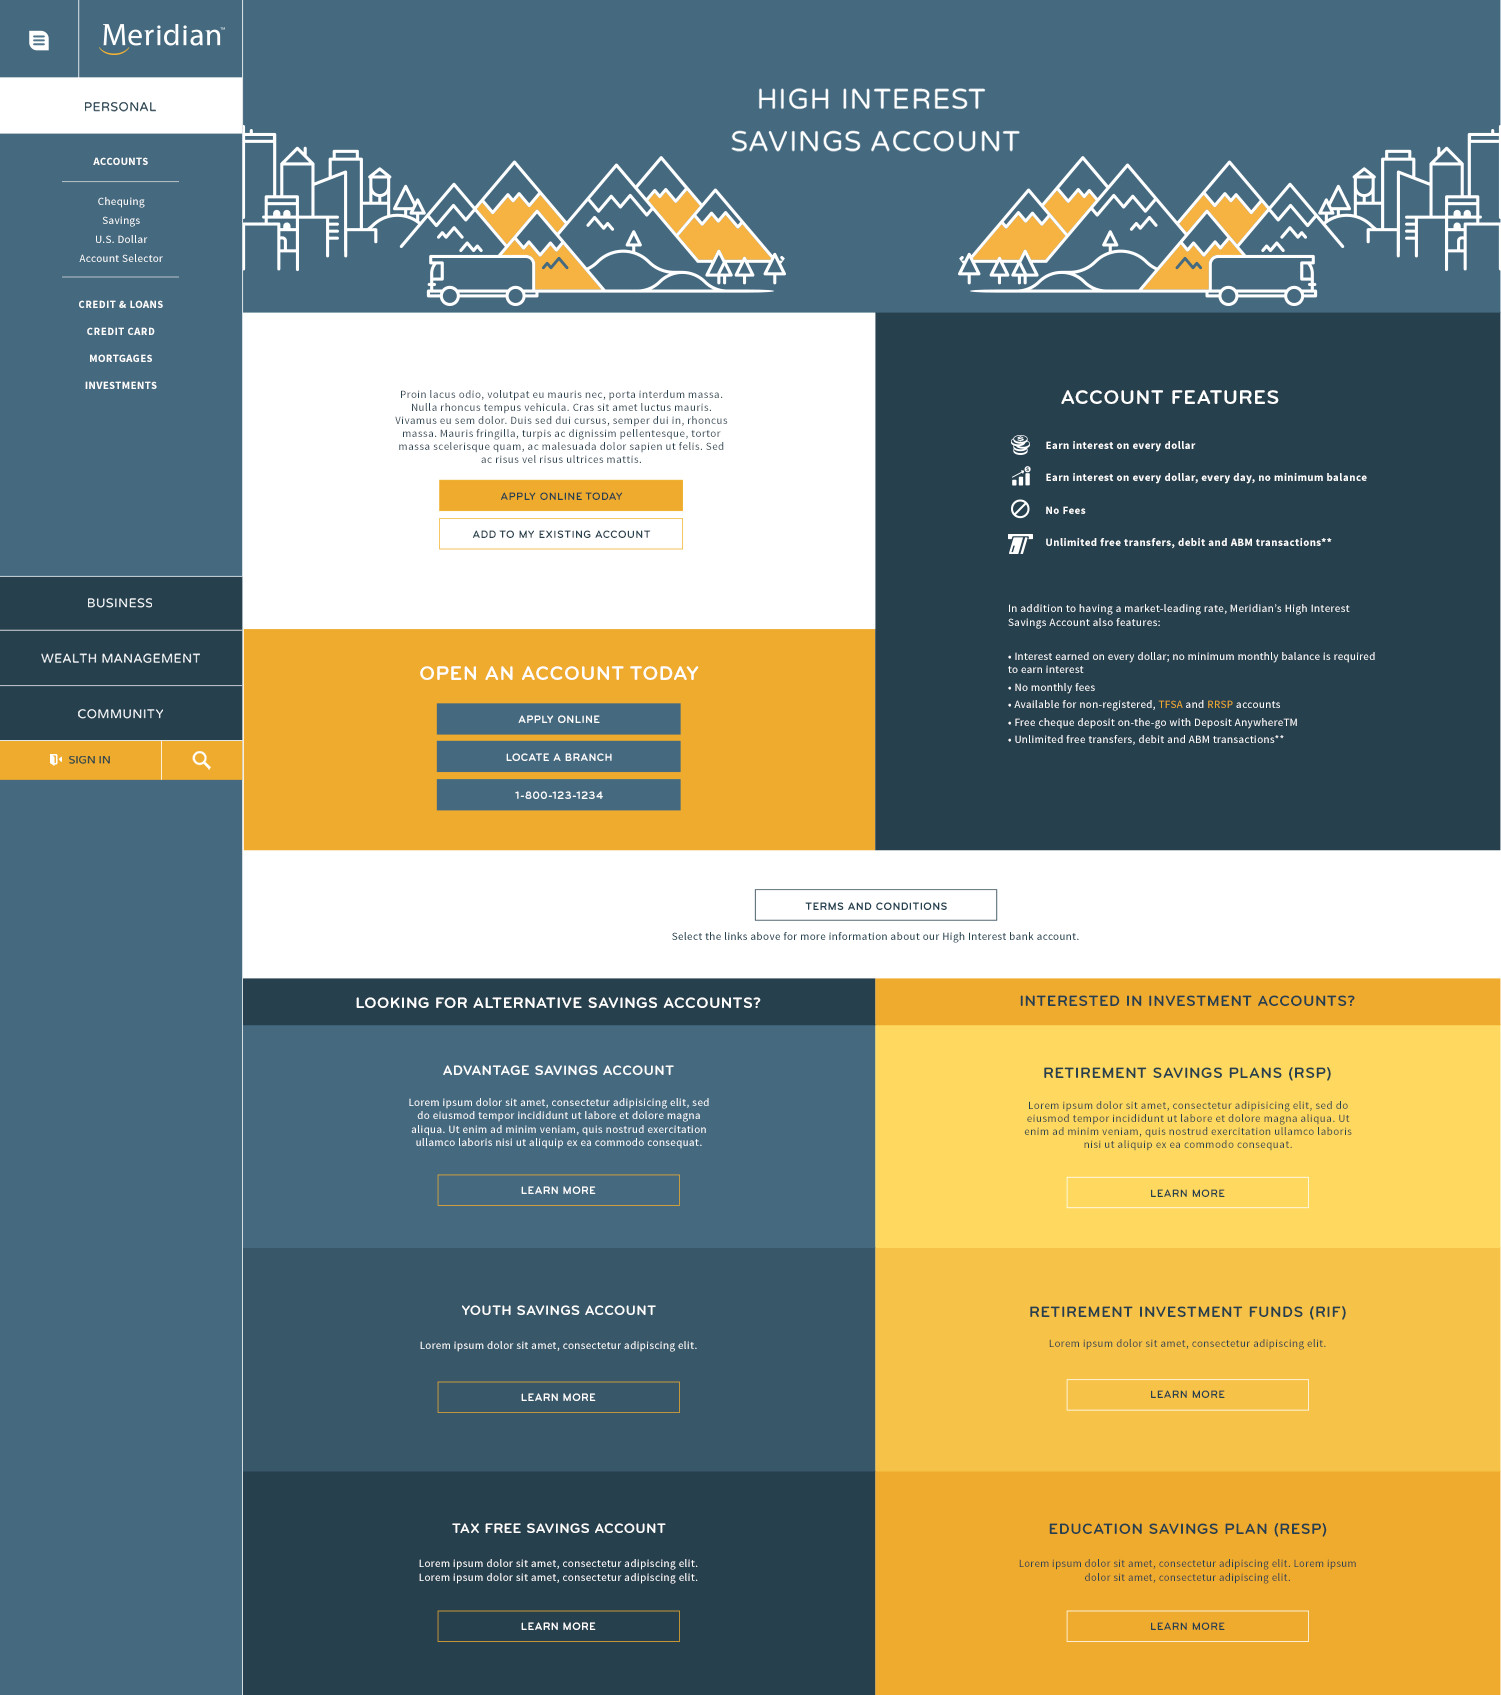 Meridian™
PERSONAL
ACCOUNTS
Chequing
Savings
U.S. Dollar
Account Selector
CREDIT & LOANS
CREDIT CARD
MORTGAGES
INVESTMENTS
BUSINESS
WEALTH MANAGEMENT
COMMUNITY
SIGN IN
HIGH INTEREST
SAVINGS ACCOUNT
Proin lacus odio, volutpat eu mauris nec, porta interdum massa.
Nulla rhoncus tempus vehicula. Cras sit amet luctus mauris.
Vivamus eu sem dolor. Duis sed dui cursus, semper dui in, rhoncus
massa. Mauris fringilla, turpis ac dignissim pellentesque, tortor
massa scelerisque quam, ac malesuada dolor sapien ut felis. Sed
ac risus vel risus ultrices mattis.
APPLY ONLINE TODAY
ADD TO MY EXISTING ACCOUNT
OPEN AN ACCOUNT TODAY
APPLY ONLINE
LOCATE A BRANCH
1-800-123-1234
ACCOUNT FEATURES
Earn interest on every dollar
Earn interest on every dollar, every day, no minimum balance
No Fees
Unlimited free transfers, debit and ABM transactions**
In addition to having a market-leading rate, Meridian's High Interest
Savings Account also features:
• Interest earned on every dollar; no minimum monthly balance is required
to earn interest
• No monthly fees
• Available for non-registered, TFSA and RRSP accounts
• Free cheque deposit on-the-go with Deposit AnywhereTM
• Unlimited free transfers, debit and ABM transactions**
TERMS AND CONDITIONS
Select the links above for more information about our High Interest bank account.
LOOKING FOR ALTERNATIVE SAVINGS ACCOUNTS?
ADVANTAGE SAVINGS ACCOUNT
Lorem ipsum dolor sit amet, consectetur adipisicing elit, sed
do eiusmod tempor incididunt ut labore et dolore magna
aliqua. Ut enim ad minim veniam, quis nostrud exercitation
ullamco laboris nisi ut aliquip ex ea commodo consequat.
LEARN MORE
YOUTH SAVINGS ACCOUNT
Lorem ipsum dolor sit amet, consectetur adipiscing elit.
LEARN MORE
TAX FREE SAVINGS ACCOUNT
Lorem ipsum dolor sit amet, consectetur adipiscing elit.
Lorem ipsum dolor sit amet, consectetur adipiscing elit.
LEARN MORE
INTERESTED IN INVESTMENT ACCOUNTS?
RETIREMENT SAVINGS PLANS (RSP)
Lorem ipsum dolor sit amet, consectetur adipisicing elit, sed do
eiusmod tempor incididunt ut labore et dolore magna aliqua. Ut
enim ad minim veniam, quis nostrud exercitation ullamco laboris
nisi ut aliquip ex ea commodo consequat.
LEARN MORE
RETIREMENT INVESTMENT FUNDS (RIF)
Lorem ipsum dolor sit amet, consectetur adipiscing elit.
LEARN MORE
EDUCATION SAVINGS PLAN (RESP)
Lorem ipsum dolor sit amet, consectetur adipiscing elit. Lorem ipsum
dolor sit amet, consectetur adipiscing elit.
LEARN MORE